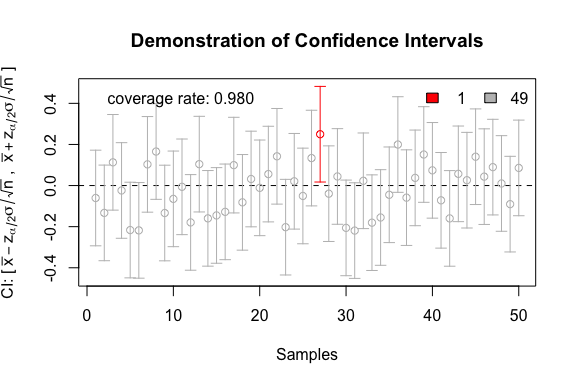 Demonstration of Confidence Intervals
coverage rate: 0.980
1 49
CI: [ x̄ − z_{α/2}σ/√n , x̄ + z_{α/2}σ/√n ]
0.4
0.2
0.0
-0.2
-0.4
0 10 20 30 40 50
Samples